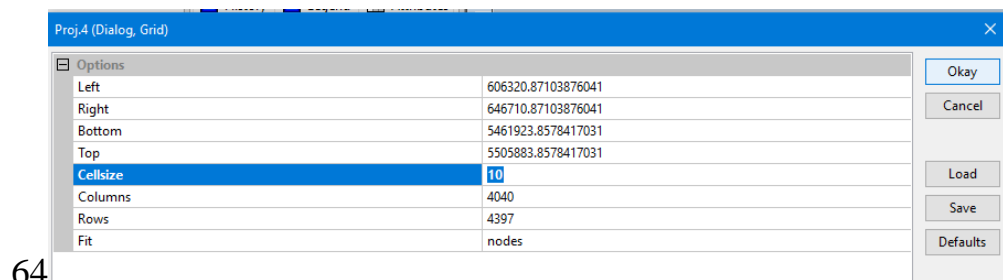 Proj.4 (Dialog, Grid)
Options
Left 606320.87103876041
Right 646710.87103876041
Bottom 5461923.8578417031
Top 5505883.8578417031
Cellsize 10
Columns 4040
Rows 4397
Fit nodes
Okay
Cancel
Load
Save
Defaults
64